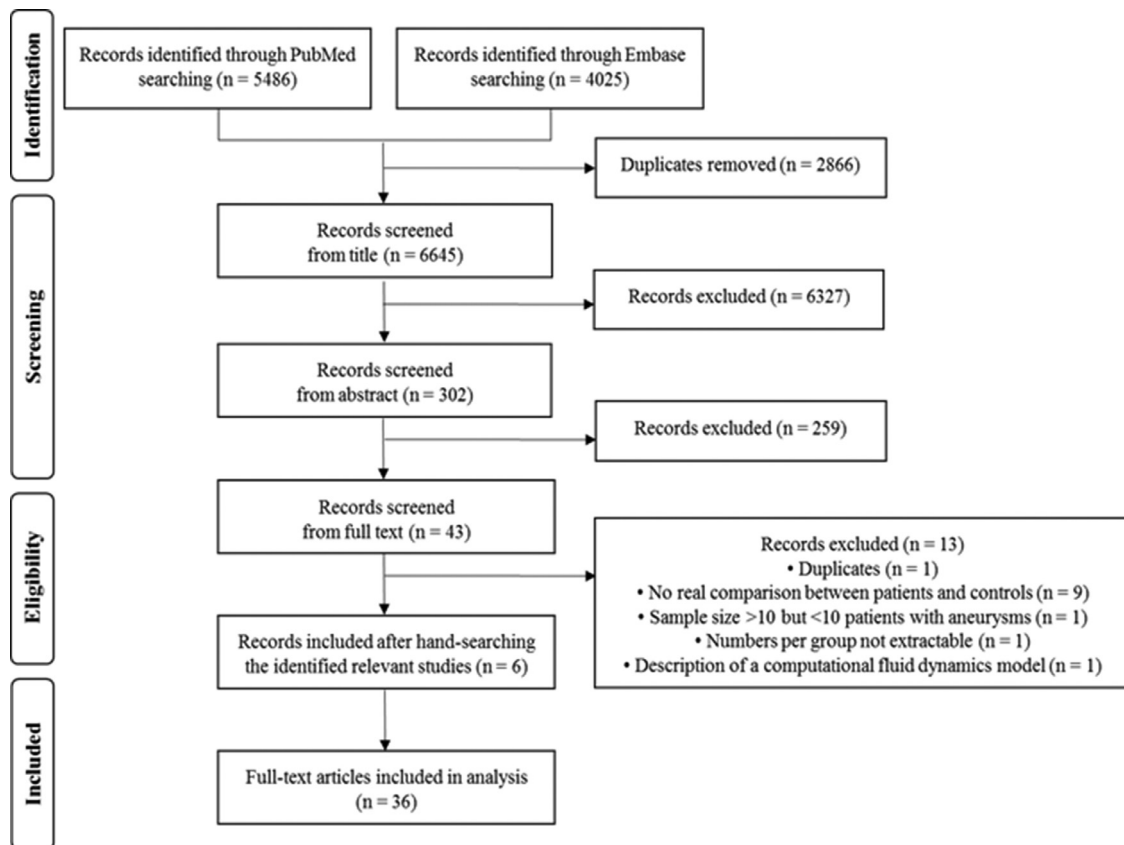 Identification
Records identified through PubMed
searching (n = 5486)
Records identified through Embase
searching (n = 4025)
Duplicates removed (n = 2866)
Screening
Records screened
from title (n = 6645)
Records excluded (n = 6327)
Records screened
from abstract (n = 302)
Records excluded (n = 259)
Eligibility
Records screened
from full text (n = 43)
Records excluded (n = 13)
• Duplicates (n = 1)
• No real comparison between patients and controls (n = 9)
• Sample size >10 but <10 patients with aneurysms (n = 1)
• Numbers per group not extractable (n = 1)
• Description of a computational fluid dynamics model (n = 1)
Records included after hand-searching
the identified relevant studies (n = 6)
Included
Full-text articles included in analysis
(n = 36)